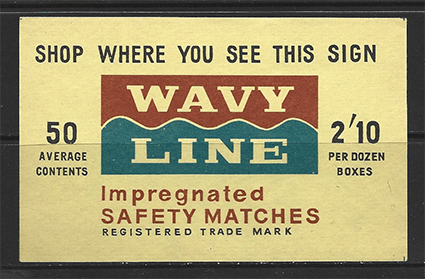 SHOP WHERE YOU SEE THIS SIGN
WAVY
LINE
50
AVERAGE
CONTENTS
2'10
PER DOZEN
BOXES
Impregnated
SAFETY MATCHES
REGISTERED TRADE MARK